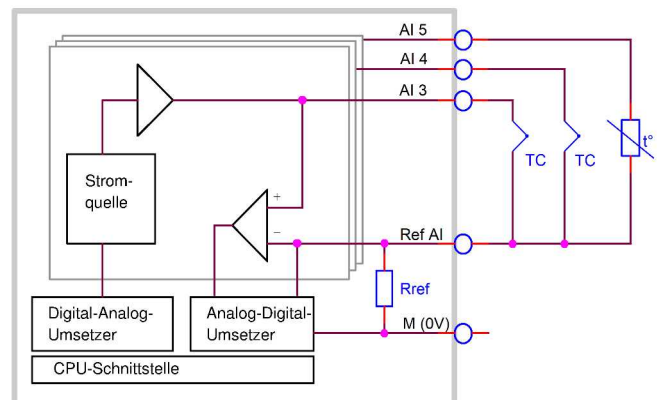 AI 5
AI 4
AI 3
TC
TC
t°
Strom-
quelle
+
−
Ref AI
Rref
Digital-Analog-
Umsetzer
Analog-Digital-
Umsetzer
M (0V)
CPU-Schnittstelle